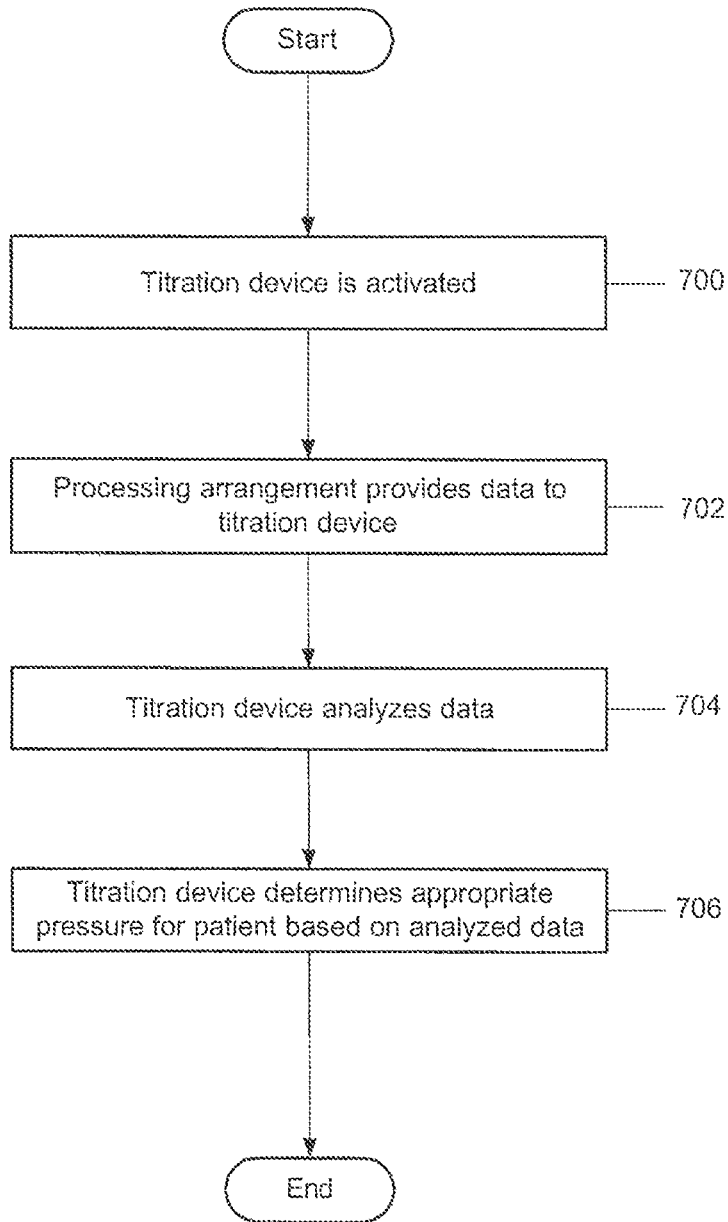 Start
Titration device is activated
700
Processing arrangement provides data to
titration device
702
Titration device analyzes data
704
Titration device determines appropriate
pressure for patient based on analyzed data
706
End